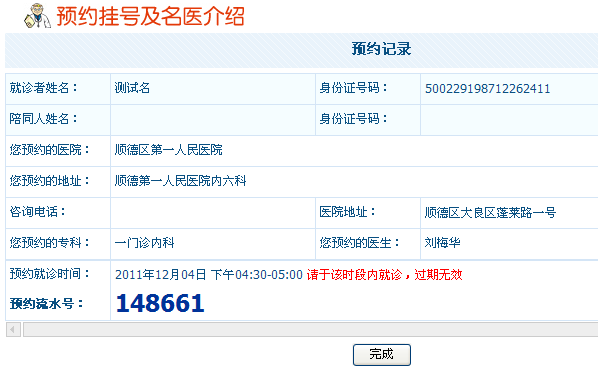 预约挂号及名医介绍
预约记录
就诊者姓名： 测试名 身份证号码： 500229198712262411
陪同人姓名： 身份证号码：
您预约的医院： 顺德区第一人民医院
您预约的地址： 顺德第一人民医院内六科
咨询电话： 医院地址： 顺德区大良区蓬莱路一号
您预约的专科： 一门诊内科 您预约的医生： 刘梅华
预约就诊时间： 2011年12月04日 下午04:30-05:00 请于该时段内就诊，过期无效
预约流水号： 148661
完成